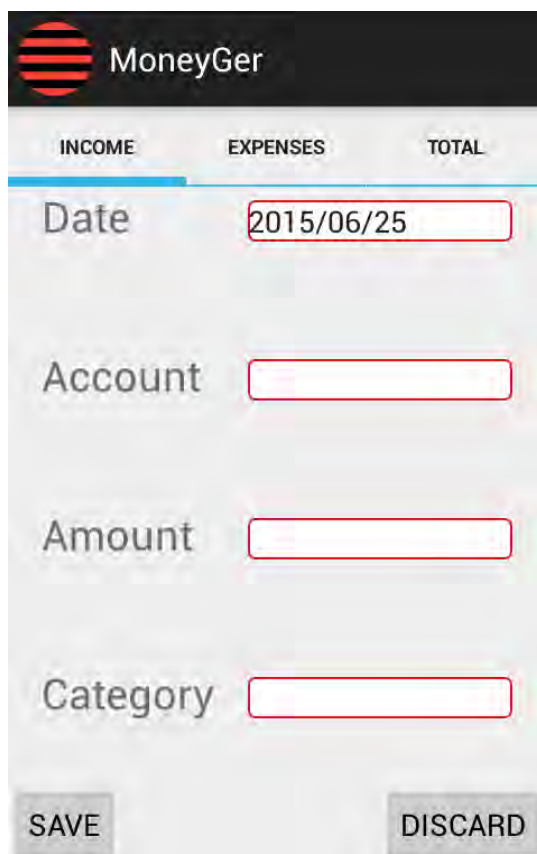 MoneyGer
INCOME EXPENSES TOTAL
Date 2015/06/25
Account
Amount
Category
SAVE DISCARD